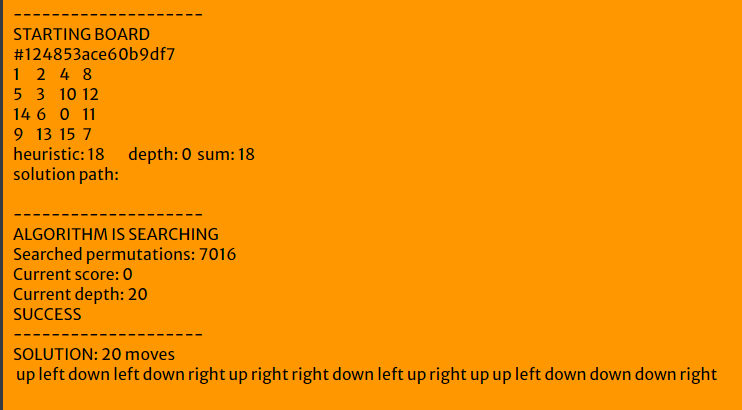 --------------------
STARTING BOARD
#124853ace60b9df7
1 2 4 8
5 3 10 12
14 6 0 11
9 13 15 7
heuristic: 18 depth: 0 sum: 18
solution path:
--------------------
ALGORITHM IS SEARCHING
Searched permutations: 7016
Current score: 0
Current depth: 20
SUCCESS
--------------------
SOLUTION: 20 moves
up left down left down right up right right down left up right up up left down down down right